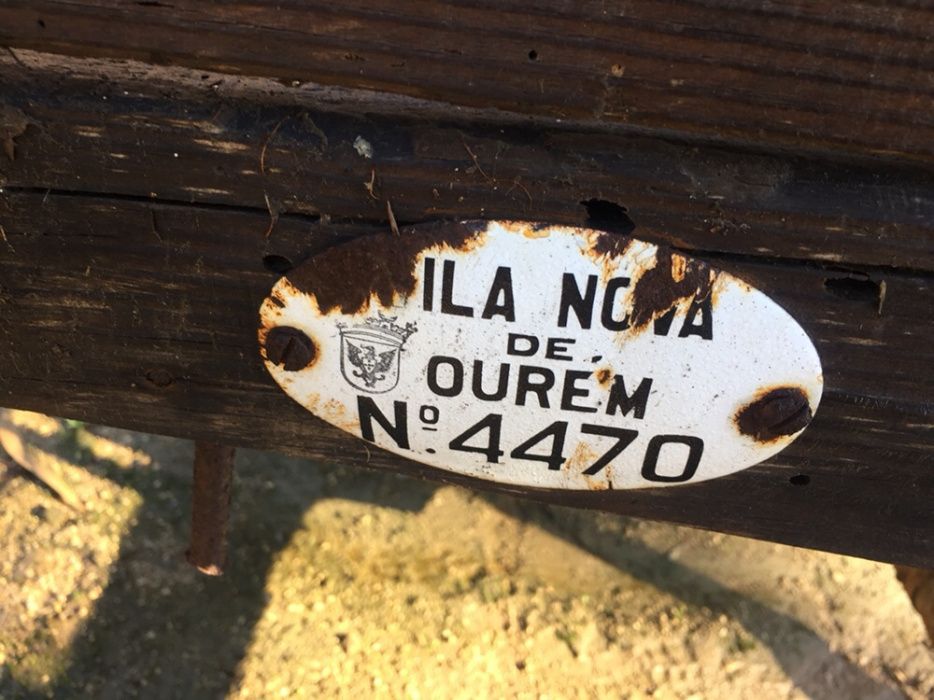 ILA NOVA
DE
OUREM
Nº 4470